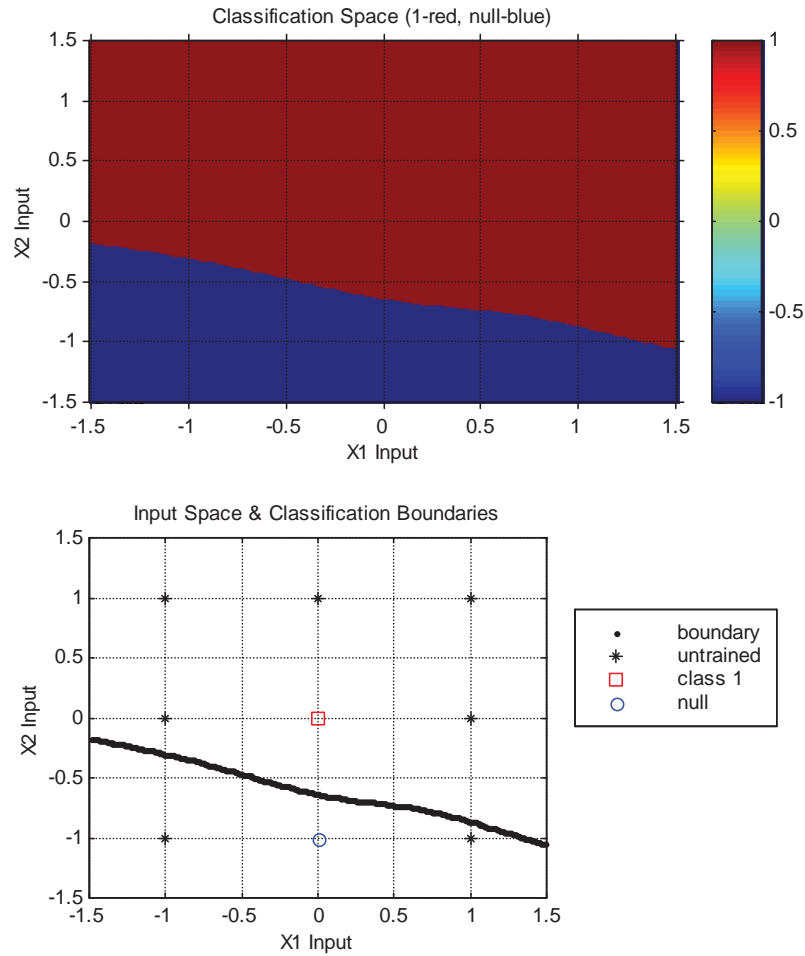 Classification Space (1-red, null-blue)
1.5
1
0.5
0
-0.5
-1
-1.5
X2 Input
-1.5 -1 -0.5 0 0.5 1 1.5
X1 Input
1
0.5
0
-0.5
-1
Input Space & Classification Boundaries
1.5
1
0.5
0
-0.5
-1
-1.5
X2 Input
-1.5 -1 -0.5 0 0.5 1 1.5
X1 Input
boundary
untrained
class 1
null